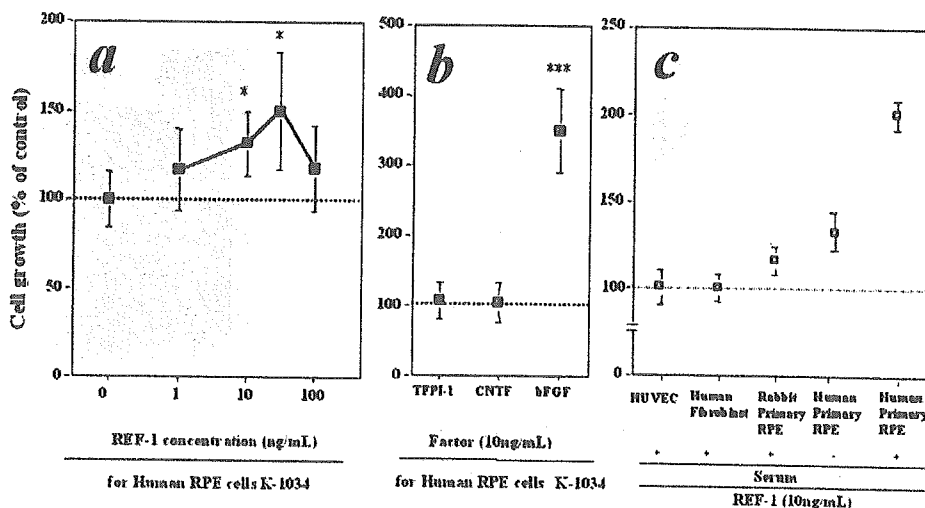 a
b
c
Cell growth (% of control)
200
150
100
50
0
*
*
0
1
10
100
REF-1 concentration (ng/mL)
for Human RPE cells K-1034
500
400
300
200
100
0
***
TFPI-1
CNTF
bFGF
Factor (10ng/mL)
for Human RPE cells K-1034
250
200
150
100
0
HUVEC
Human Fibroblast
Rabbit Primary RPE
Human Primary RPE
Human Primary RPE
+ + + - +
Serum
REF-1 (10ng/mL)